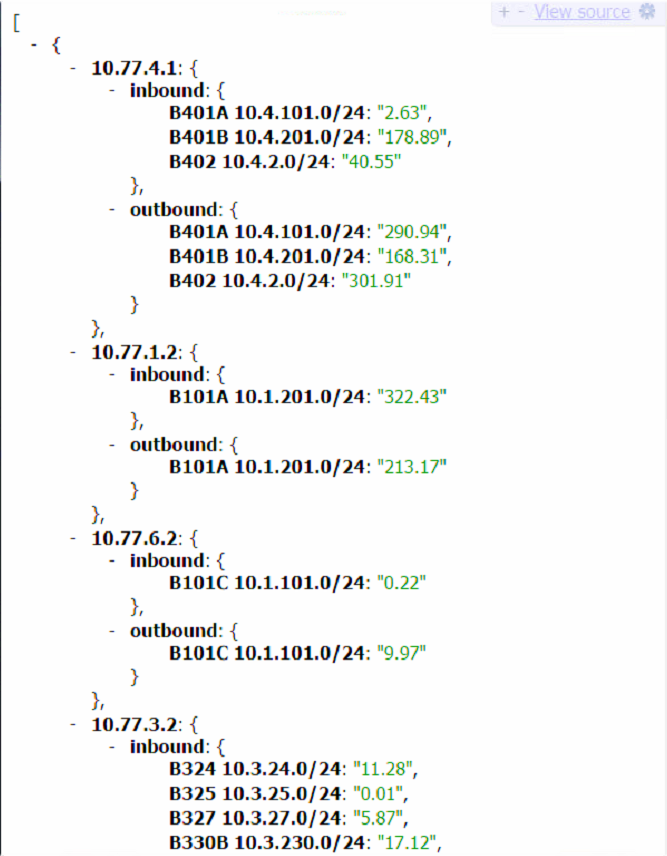 + - View source
[
- {
- 10.77.4.1: {
- inbound: {
B401A 10.4.101.0/24: "2.63",
B401B 10.4.201.0/24: "178.89",
B402 10.4.2.0/24: "40.55"
},
- outbound: {
B401A 10.4.101.0/24: "290.94",
B401B 10.4.201.0/24: "168.31",
B402 10.4.2.0/24: "301.91"
}
},
- 10.77.1.2: {
- inbound: {
B101A 10.1.201.0/24: "322.43"
},
- outbound: {
B101A 10.1.201.0/24: "213.17"
}
},
- 10.77.6.2: {
- inbound: {
B101C 10.1.101.0/24: "0.22"
},
- outbound: {
B101C 10.1.101.0/24: "9.97"
}
},
- 10.77.3.2: {
- inbound: {
B324 10.3.24.0/24: "11.28",
B325 10.3.25.0/24: "0.01",
B327 10.3.27.0/24: "5.87",
B330B 10.3.230.0/24: "17.12",